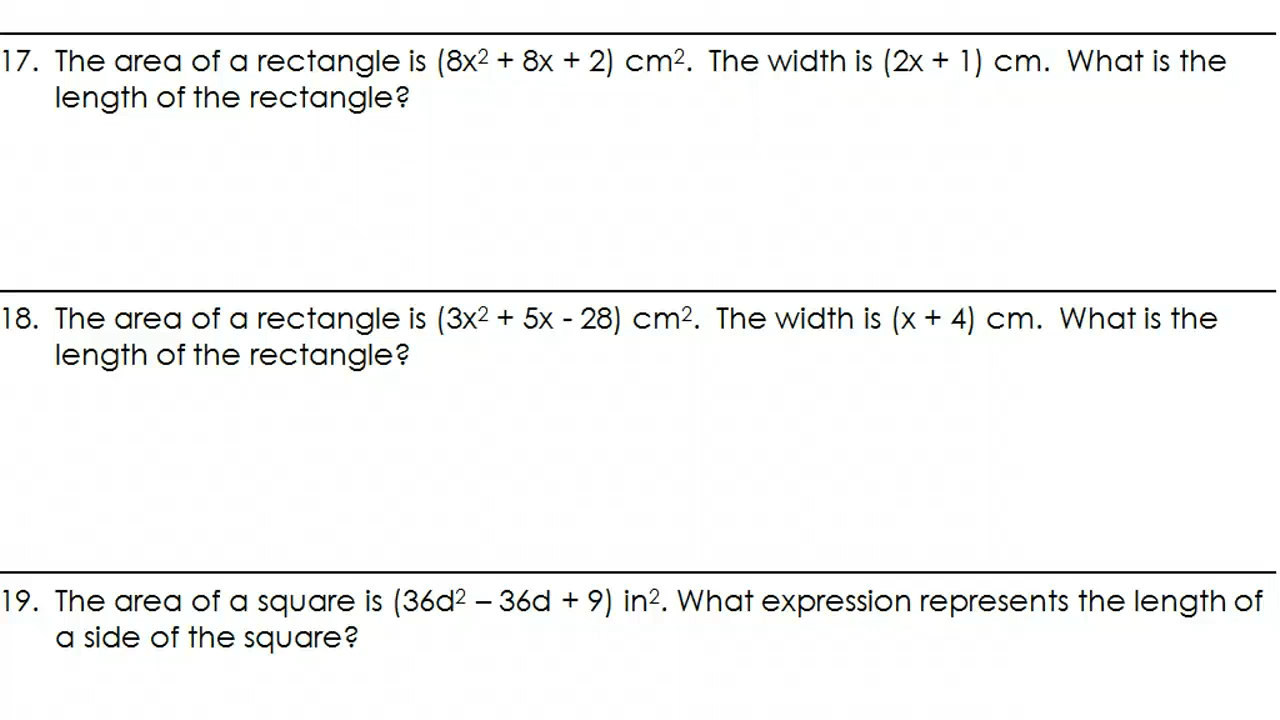 17. The area of a rectangle is (8x² + 8x + 2) cm². The width is (2x + 1) cm. What is the
length of the rectangle?
18. The area of a rectangle is (3x² + 5x - 28) cm². The width is (x + 4) cm. What is the
length of the rectangle?
19. The area of a square is (36d² – 36d + 9) in². What expression represents the length of
a side of the square?